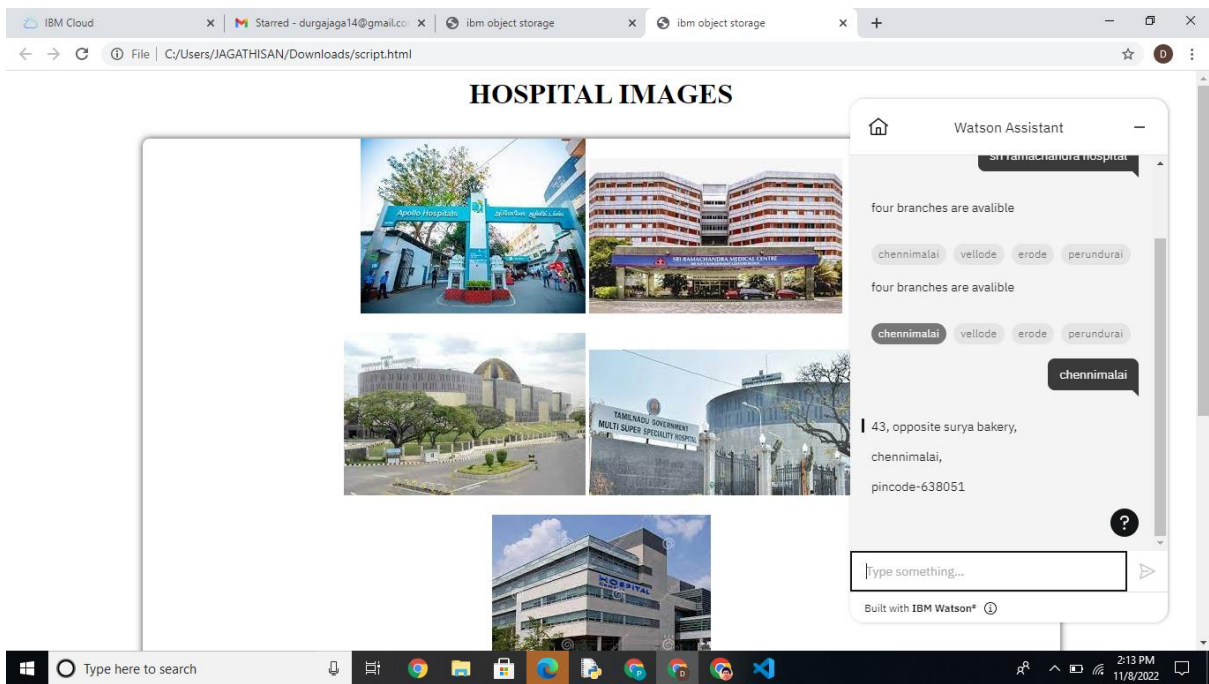 IBM Cloud
Starred - durgajaga14@gmail.co
ibm object storage
ibm object storage
File | C:/Users/JAGATHISAN/Downloads/script.html
D
HOSPITAL IMAGES
Apollo Hospitals
SRI RAMACHANDRA MEDICAL CENTRE
TAMILNADU GOVERNMENT
MULTI SUPER SPECIALITY HOSPITAL
HOSPITAL
Watson Assistant
sri ramachandra hospital
four branches are avalible
chennimalai vellode erode perundurai
four branches are avalible
chennimalai vellode erode perundurai
chennimalai
43, opposite surya bakery,
chennimalai,
pincode-638051
?
Type something...
Built with IBM Watson®
Type here to search
2:13 PM
11/8/2022